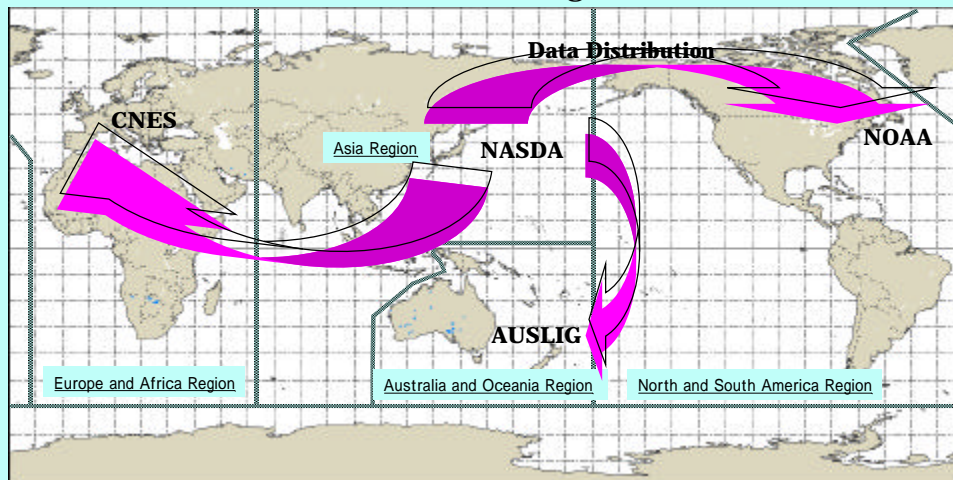 Data Distribution
CNES
Asia Region
NASDA
NOAA
AUSLIG
Europe and Africa Region
Australia and Oceania Region
North and South America Region